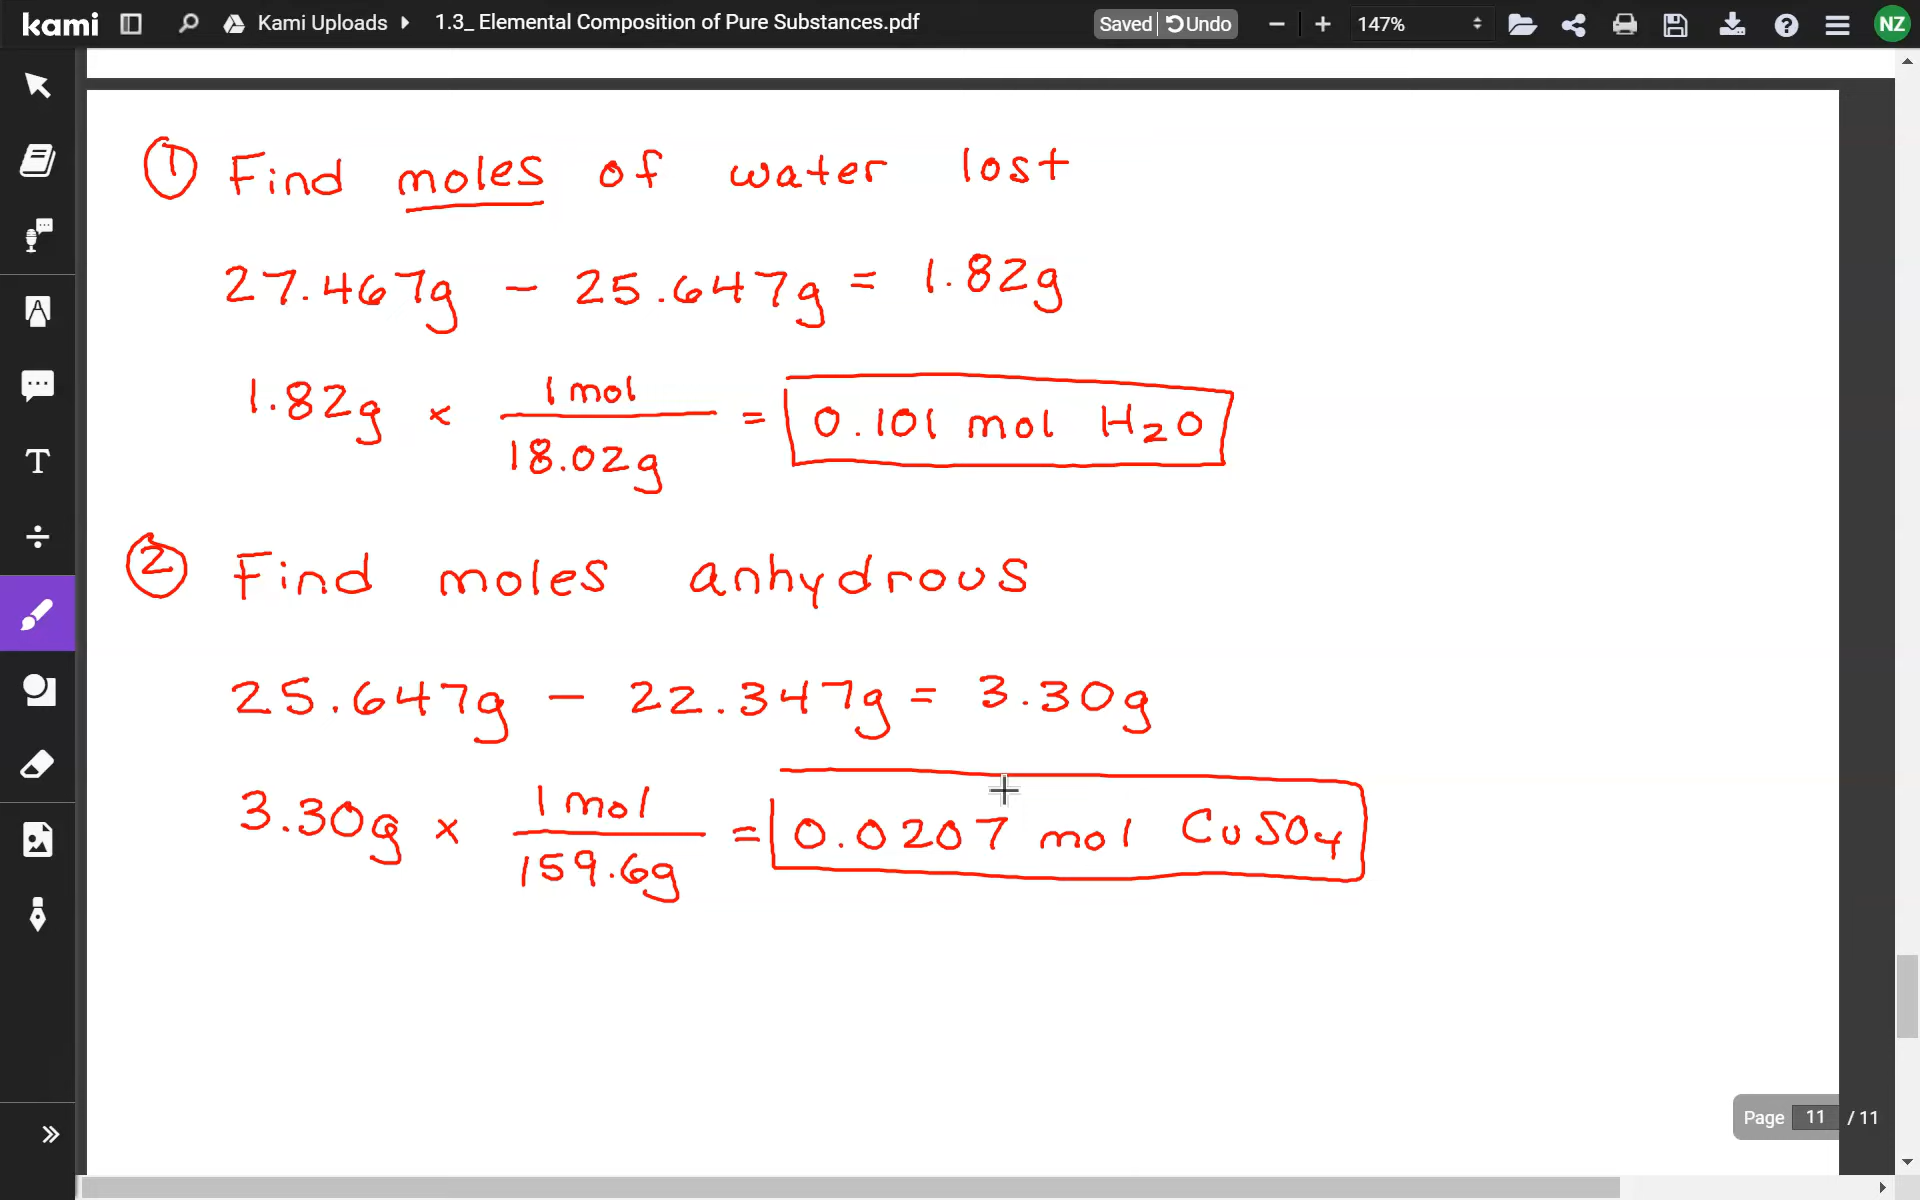 kami Kami Uploads 1.3_ Elemental Composition of Pure Substances.pdf Saved Undo 147% NZ
① Find moles of water lost
27.467g - 25.647g = 1.82g
1.82g × 1 mol / 18.02g = 0.101 mol H₂O
② Find moles anhydrous
25.647g - 22.347g = 3.30g
3.30g × 1 mol / 159.6g = 0.0207 mol CuSO₄
Page 11 / 11